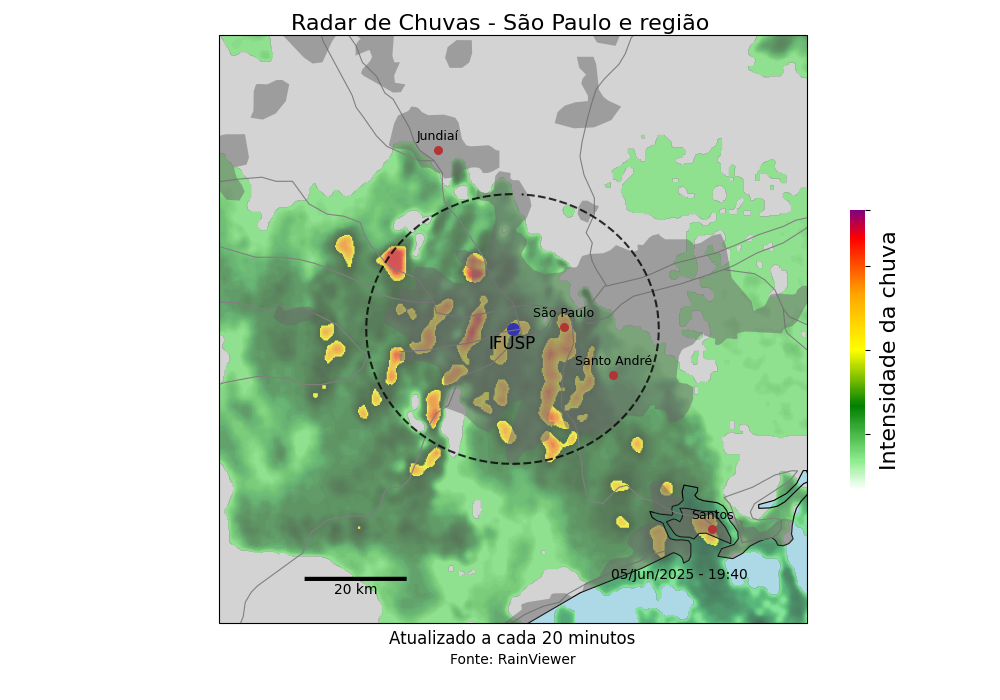 Radar de Chuvas - São Paulo e região
Jundiaí
São Paulo
IFUSP
Santo André
Santos
05/Jun/2025 - 19:40
20 km
Intensidade da chuva
Atualizado a cada 20 minutos
Fonte: RainViewer